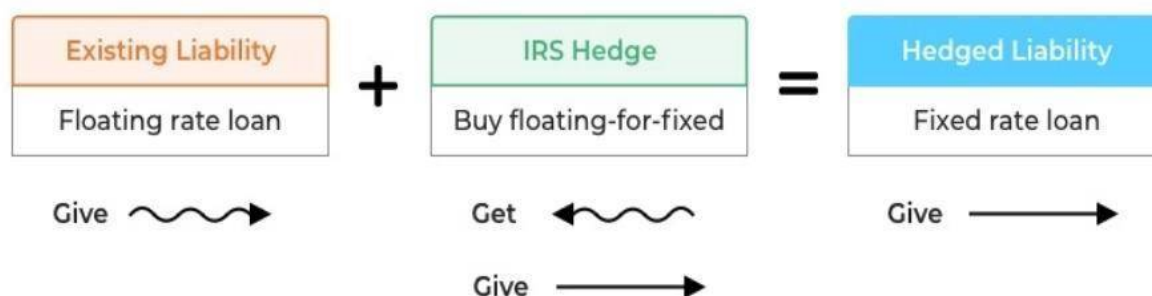 Existing Liability
Floating rate loan
Give
+
IRS Hedge
Buy floating-for-fixed
Get
Give
=
Hedged Liability
Fixed rate loan
Give